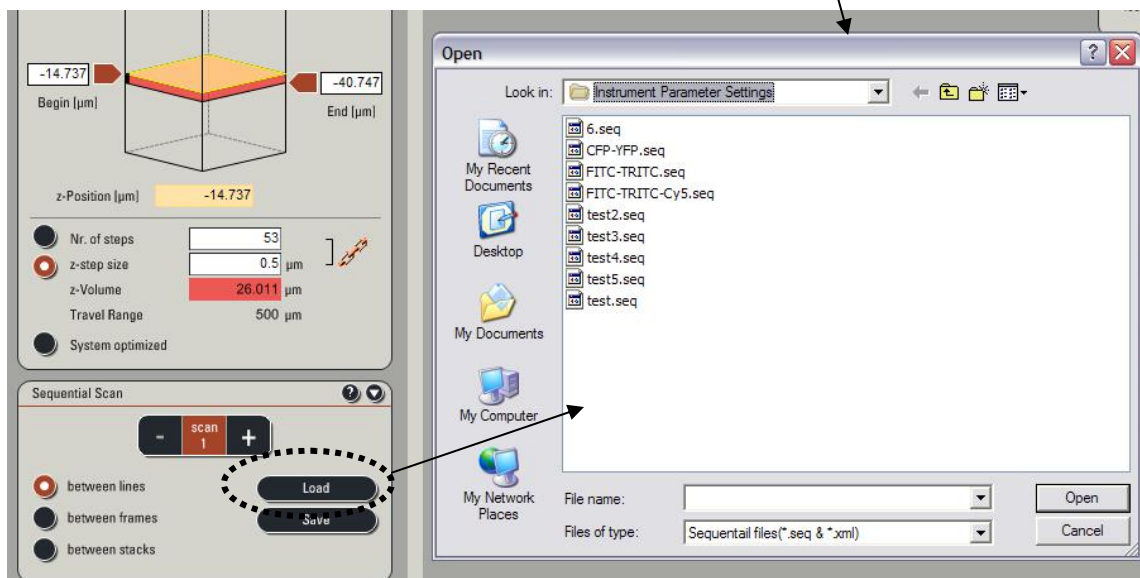 -14.737
Begin [µm]
-40.747
End [µm]
z-Position [µm]
-14.737
Nr. of steps
53
z-step size
0.5 µm
z-Volume
26.011 µm
Travel Range
500 µm
System optimized
Sequential Scan
?
-
scan
1
+
between lines
Load
between frames
Save
between stacks
Open
?
X
Look in:
Instrument Parameter Settings
My Recent
Documents
Desktop
My Documents
My Computer
My Network
Places
6.seq
CFP-YFP.seq
FITC-TRITC.seq
FITC-TRITC-Cy5.seq
test2.seq
test3.seq
test4.seq
test5.seq
test.seq
File name:
Open
Files of type:
Sequentail files(*.seq & *.xml)
Cancel